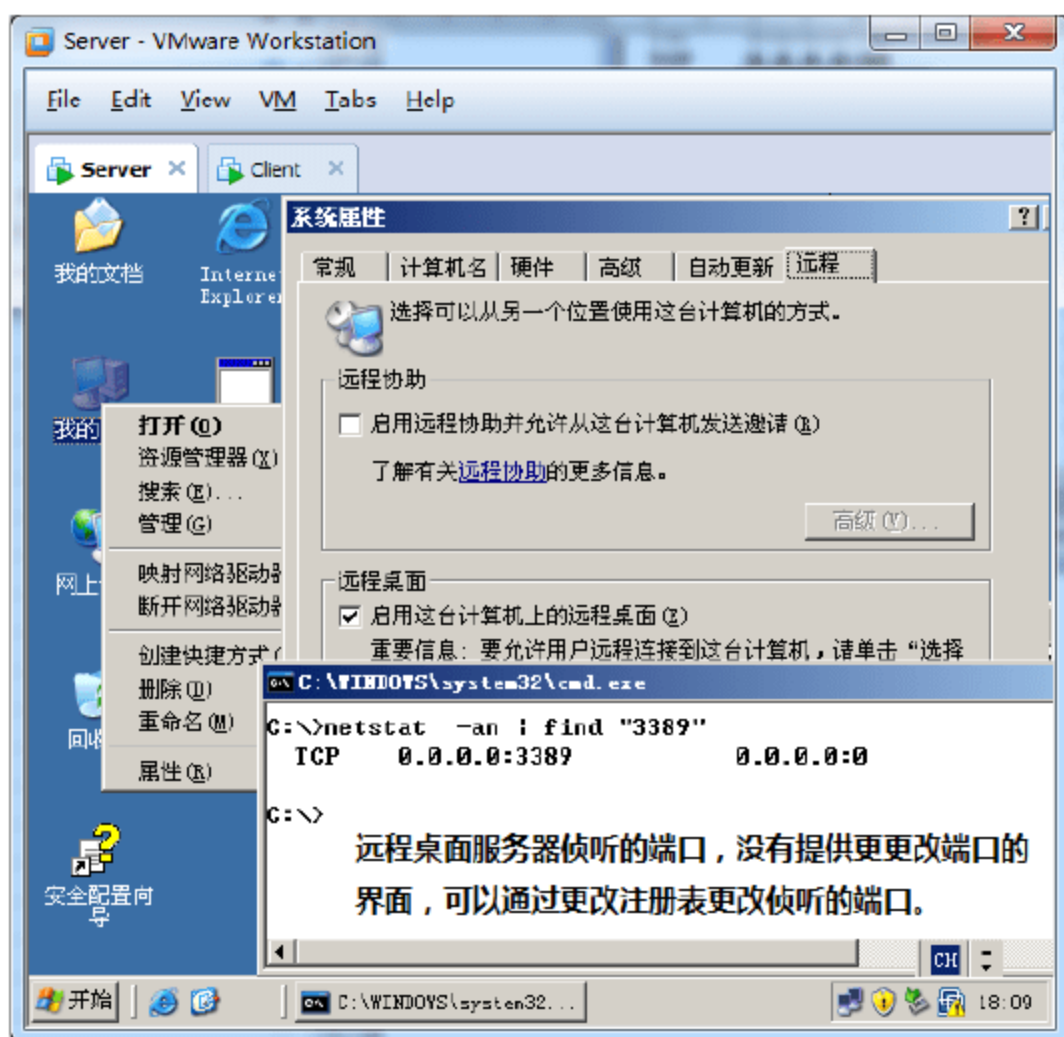 Server - VMware Workstation
File Edit View VM Tabs Help
Server Client
系统属性
我的文档
Interne
Explorer
常规 计算机名 硬件 高级 自动更新 远程
选择可以从另一个位置使用这台计算机的方式。
远程协助
启用远程协助并允许从这台计算机发送邀请(R)
了解有关远程协助的更多信息。
高级(V)...
远程桌面
启用这台计算机上的远程桌面(E)
重要信息: 要允许用户远程连接到这台计算机，请单击“选择
我的
打开(O)
资源管理器(X)
搜索(E)...
管理(G)
映射网络驱动器
断开网络驱动器
创建快捷方式(
删除(D)
重命名(M)
属性(R)
网上
回收
安全配置向
导
C:\WINDOWS\system32\cmd.exe
C:\>netstat -an | find "3389"
TCP 0.0.0.0:3389 0.0.0.0:0
C:\>
远程桌面服务器侦听的端口，没有提供更更改端口的
界面，可以通过更改注册表更改侦听的端口。
CH
开始 C:\WINDOWS\system32... 18:09